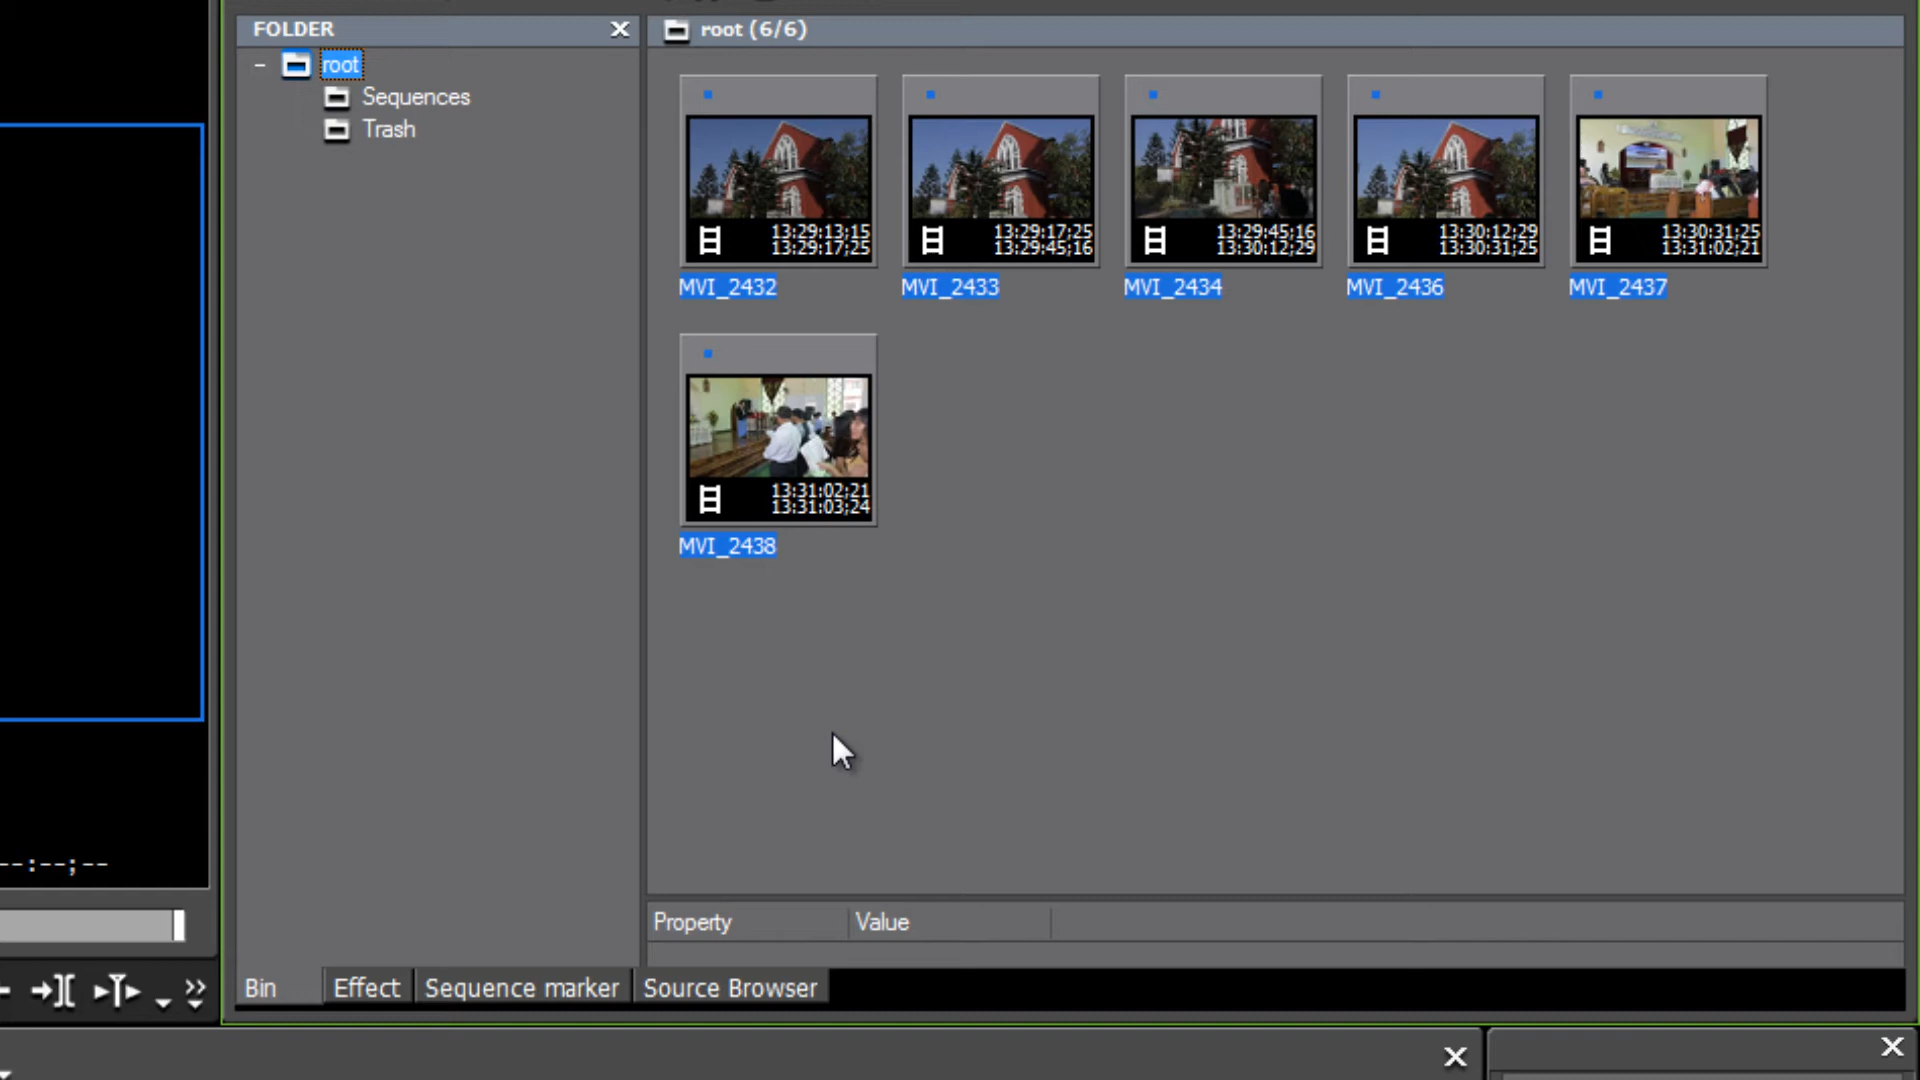 FOLDER
root
Sequences
Trash
root (6/6)
13:29:13;15
13:29:17;25
MVI_2432
13:29:17;25
13:29:45;16
MVI_2433
13:29:45;16
13:30:12;29
MVI_2434
13:30:12;29
13:30:31;25
MVI_2436
13:30:31;25
13:31:02;21
MVI_2437
13:31:02;21
13:31:03;24
MVI_2438
--:--;--
Property Value
Bin Effect Sequence marker Source Browser